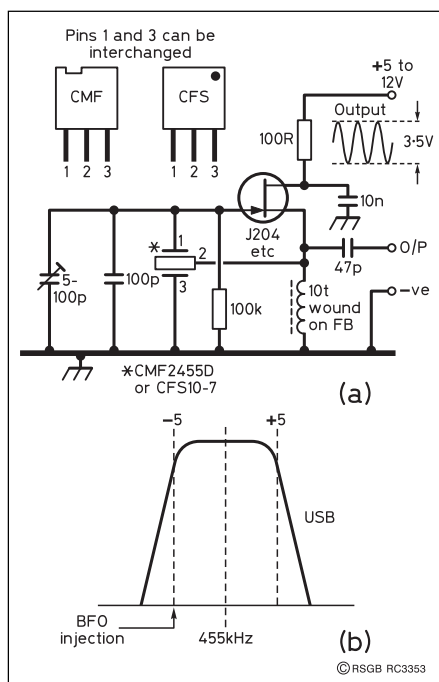 Pins 1 and 3 can be
interchanged
CMF
CFS
1 2 3
1 2 3
+5 to
12V
Output
3·5V
100R
10n
J204
etc
O/P
47p
-ve
5-
100p
100p
*
1
2
3
100k
10t
wound
on FB
*CMF2455D
or CFS10-7
(a)
-5
+5
USB
BFO
injection
455kHz
(b)
© RSGB RC3353